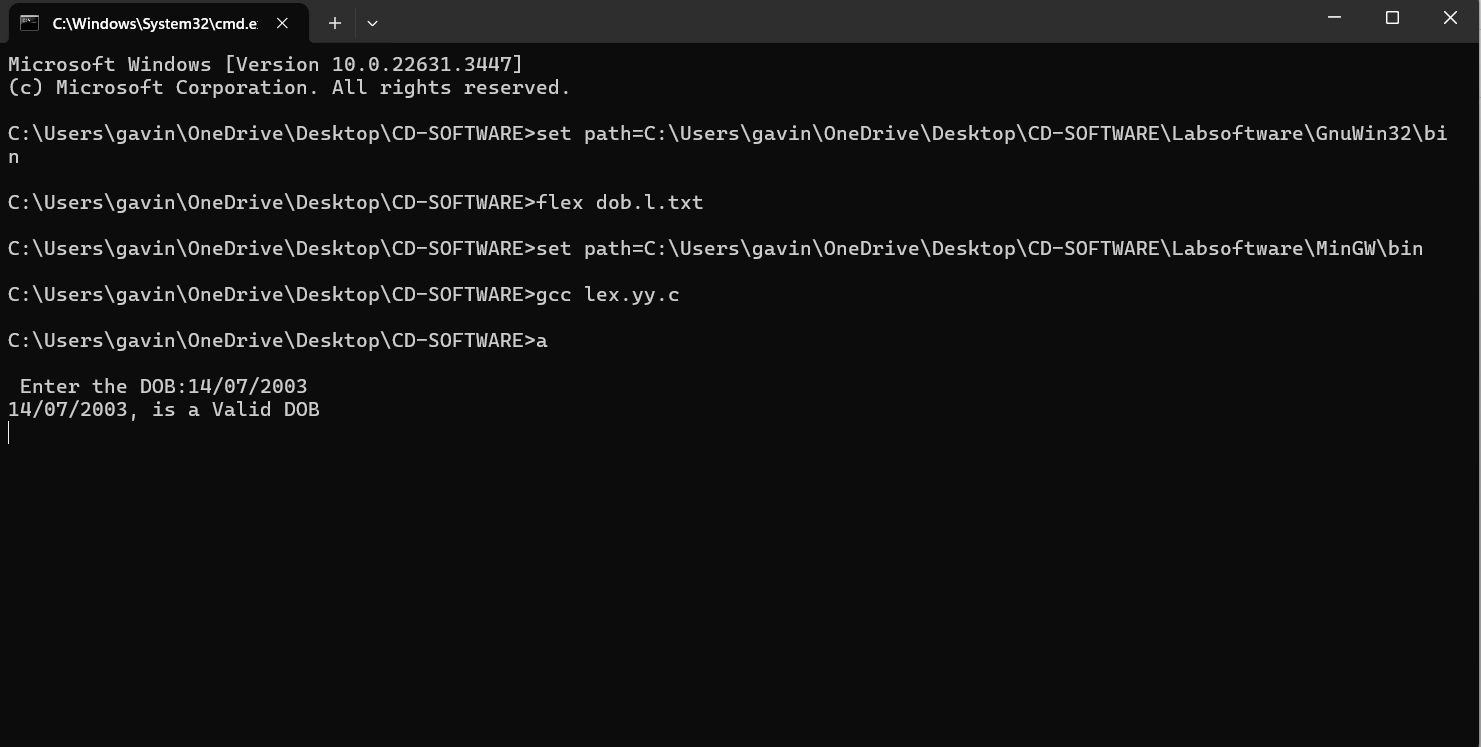 C:\Windows\System32\cmd.e
Microsoft Windows [Version 10.0.22631.3447]
(c) Microsoft Corporation. All rights reserved.
C:\Users\gavin\OneDrive\Desktop\CD-SOFTWARE>set path=C:\Users\gavin\OneDrive\Desktop\CD-SOFTWARE\Labsoftware\GnuWin32\bi
n
C:\Users\gavin\OneDrive\Desktop\CD-SOFTWARE>flex dob.l.txt
C:\Users\gavin\OneDrive\Desktop\CD-SOFTWARE>set path=C:\Users\gavin\OneDrive\Desktop\CD-SOFTWARE\Labsoftware\MinGW\bin
C:\Users\gavin\OneDrive\Desktop\CD-SOFTWARE>gcc lex.yy.c
C:\Users\gavin\OneDrive\Desktop\CD-SOFTWARE>a
Enter the DOB:14/07/2003
14/07/2003, is a Valid DOB